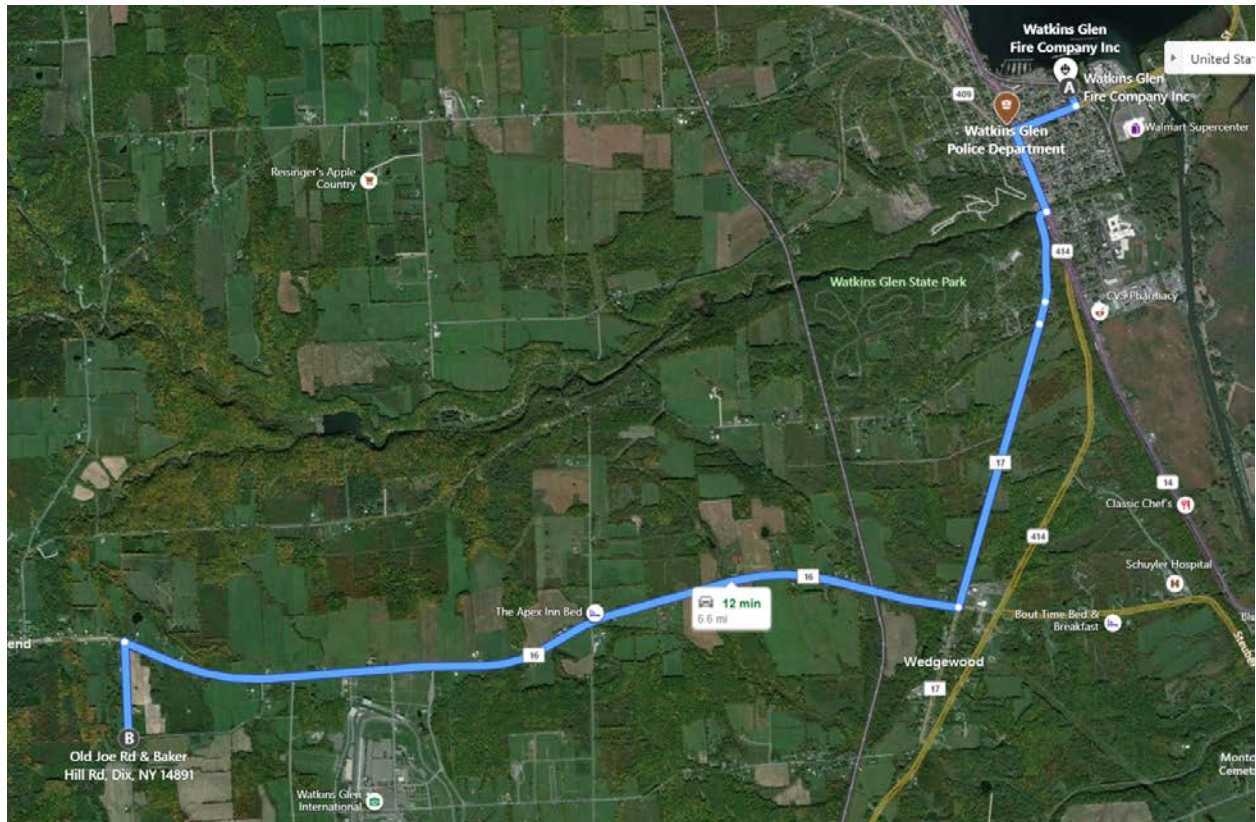 Watkins Glen
Fire Company Inc
A
Watkins Glen
Fire Company Inc
United
409
Watkins Glen
Police Department
Walmart Supercenter
Reisinger's Apple
Country
414
Watkins Glen State Park
CVS Pharmacy
17
14
Classic Chef's
414
Schuyler Hospital
16
12 min
6.6 mi
The Apex Inn Bed
Bout Time Bed &
Breakfast
end
16
Wedgewood
17
B
Old Joe Rd & Baker
Hill Rd, Dix, NY 14891
Watkins Glen
International